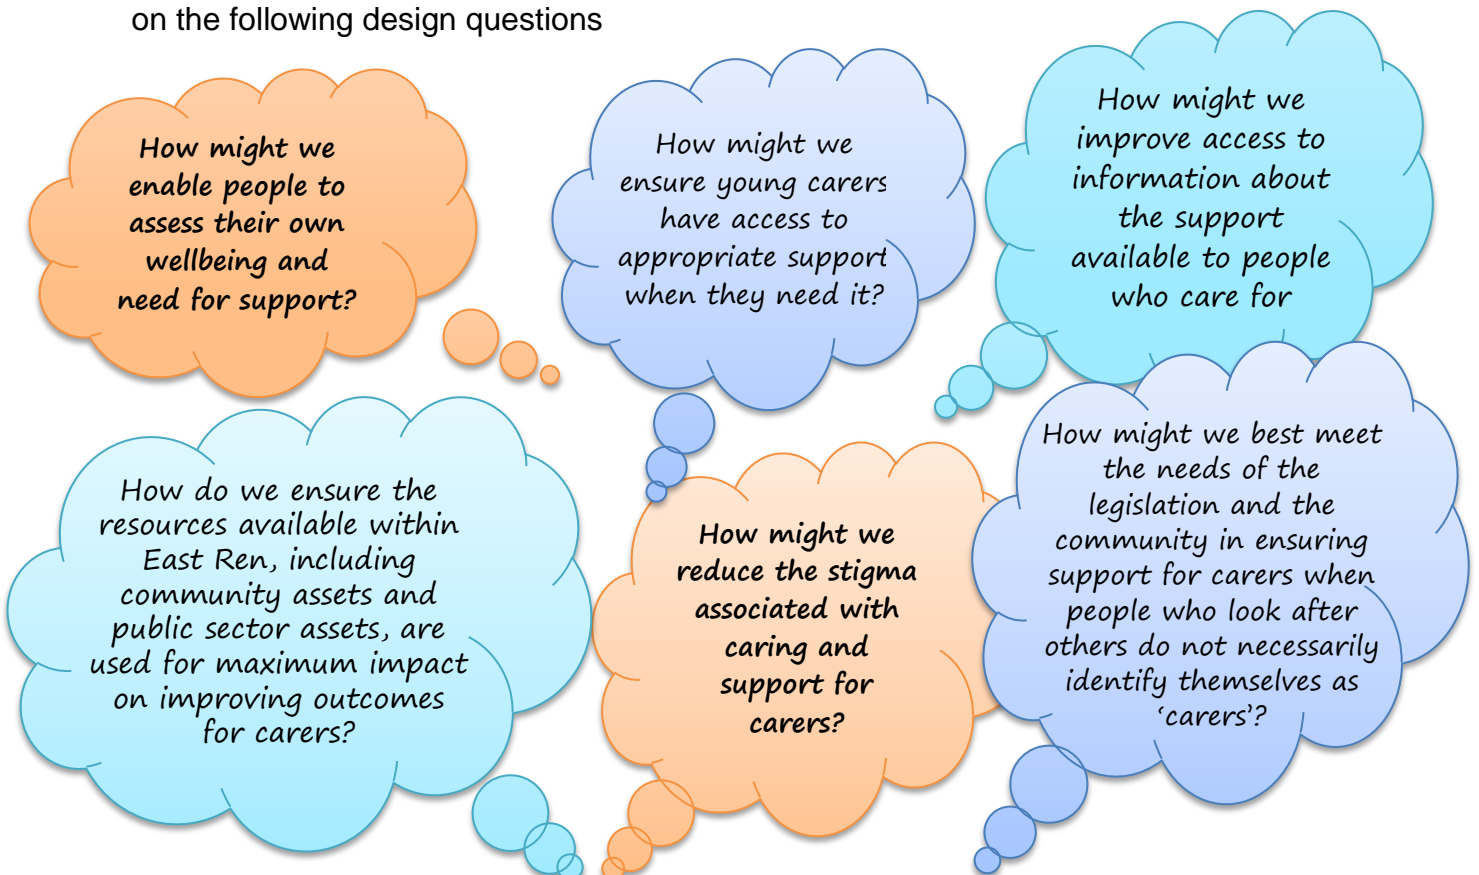 on the following design questions
How might we
enable people to
assess their own
wellbeing and
need for support?
How might we
ensure young carers
have access to
appropriate support
when they need it?
How might we
improve access to
information about
the support
available to people
who care for
How do we ensure the
resources available within
East Ren, including
community assets and
public sector assets, are
used for maximum impact
on improving outcomes
for carers?
How might we
reduce the stigma
associated with
caring and
support for
carers?
How might we best meet
the needs of the
legislation and the
community in ensuring
support for carers when
people who look after
others do not necessarily
identify themselves as
‘carers’?